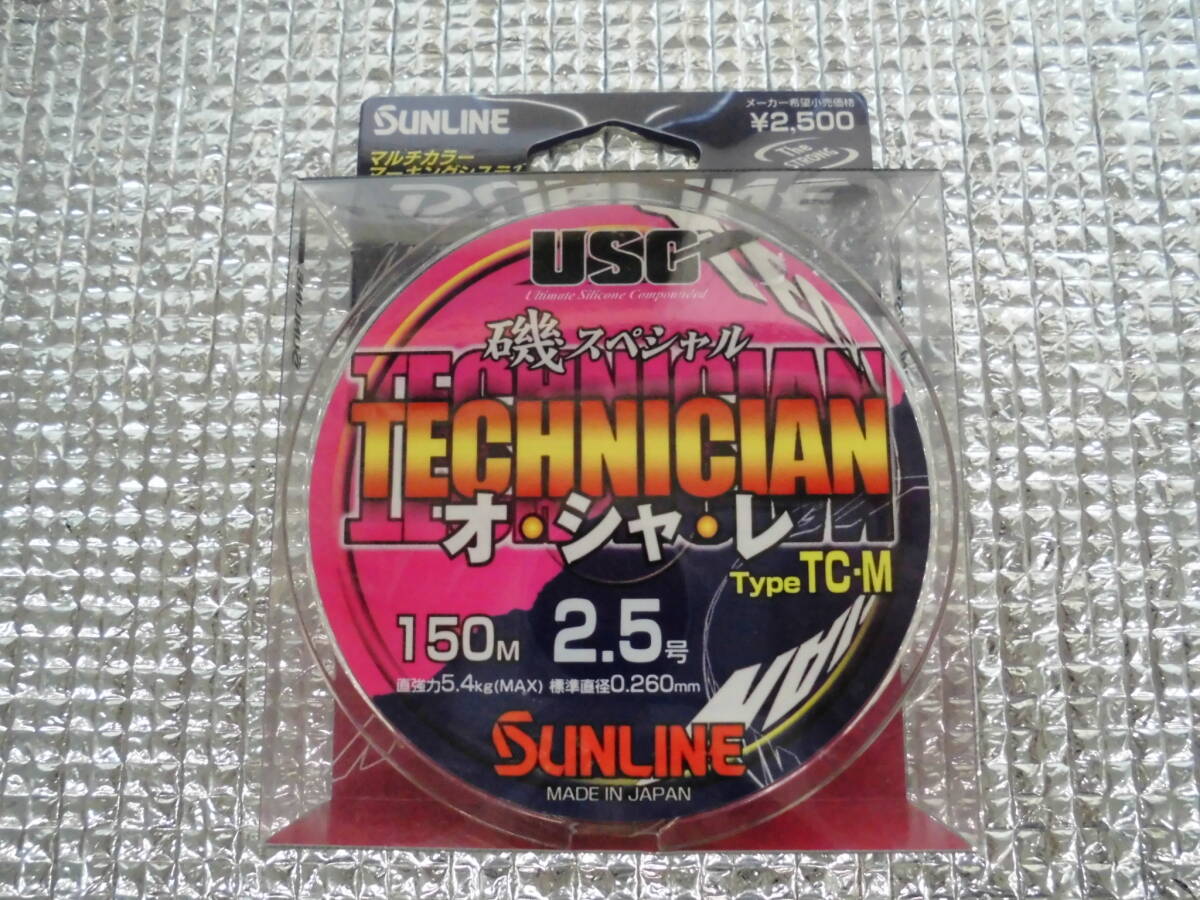 SUNLINE
メーカー希望小売価格
¥2,500
マルチカラー
The STRONG
USC
Ultimate Silicone Compounded
磯スペシャル
TECHNICIAN
オ・シャ・レ
Type TC・M
150M 2.5号
直強力5.4kg(MAX) 標準直径0.260mm
SUNLINE
MADE IN JAPAN